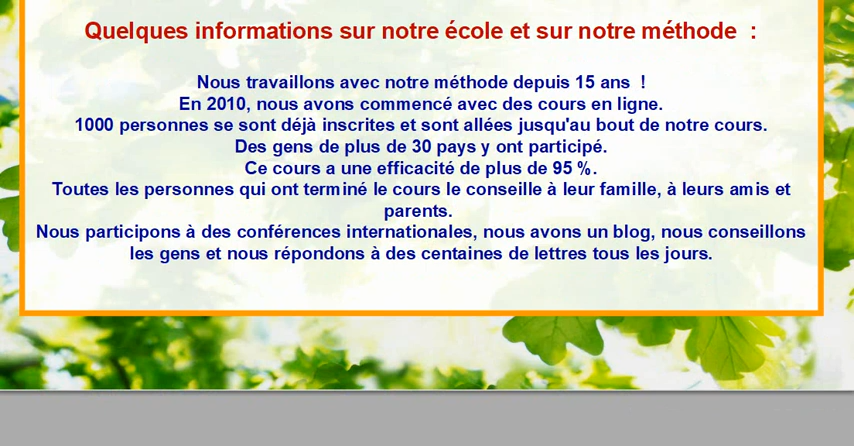 Quelques informations sur notre école et sur notre méthode :
Nous travaillons avec notre méthode depuis 15 ans !
En 2010, nous avons commencé avec des cours en ligne.
1000 personnes se sont déjà inscrites et sont allées jusqu'au bout de notre cours.
Des gens de plus de 30 pays y ont participé.
Ce cours a une efficacité de plus de 95 %.
Toutes les personnes qui ont terminé le cours le conseille à leur famille, à leurs amis et
parents.
Nous participons à des conférences internationales, nous avons un blog, nous conseillons
les gens et nous répondons à des centaines de lettres tous les jours.